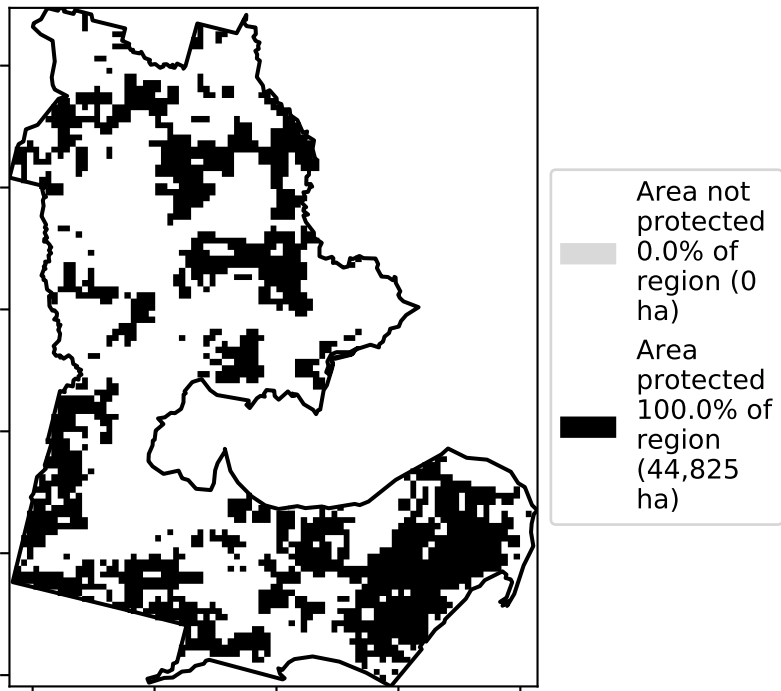 Area not
protected
0.0% of
region (0
ha)
Area
protected
100.0% of
region
(44,825
ha)